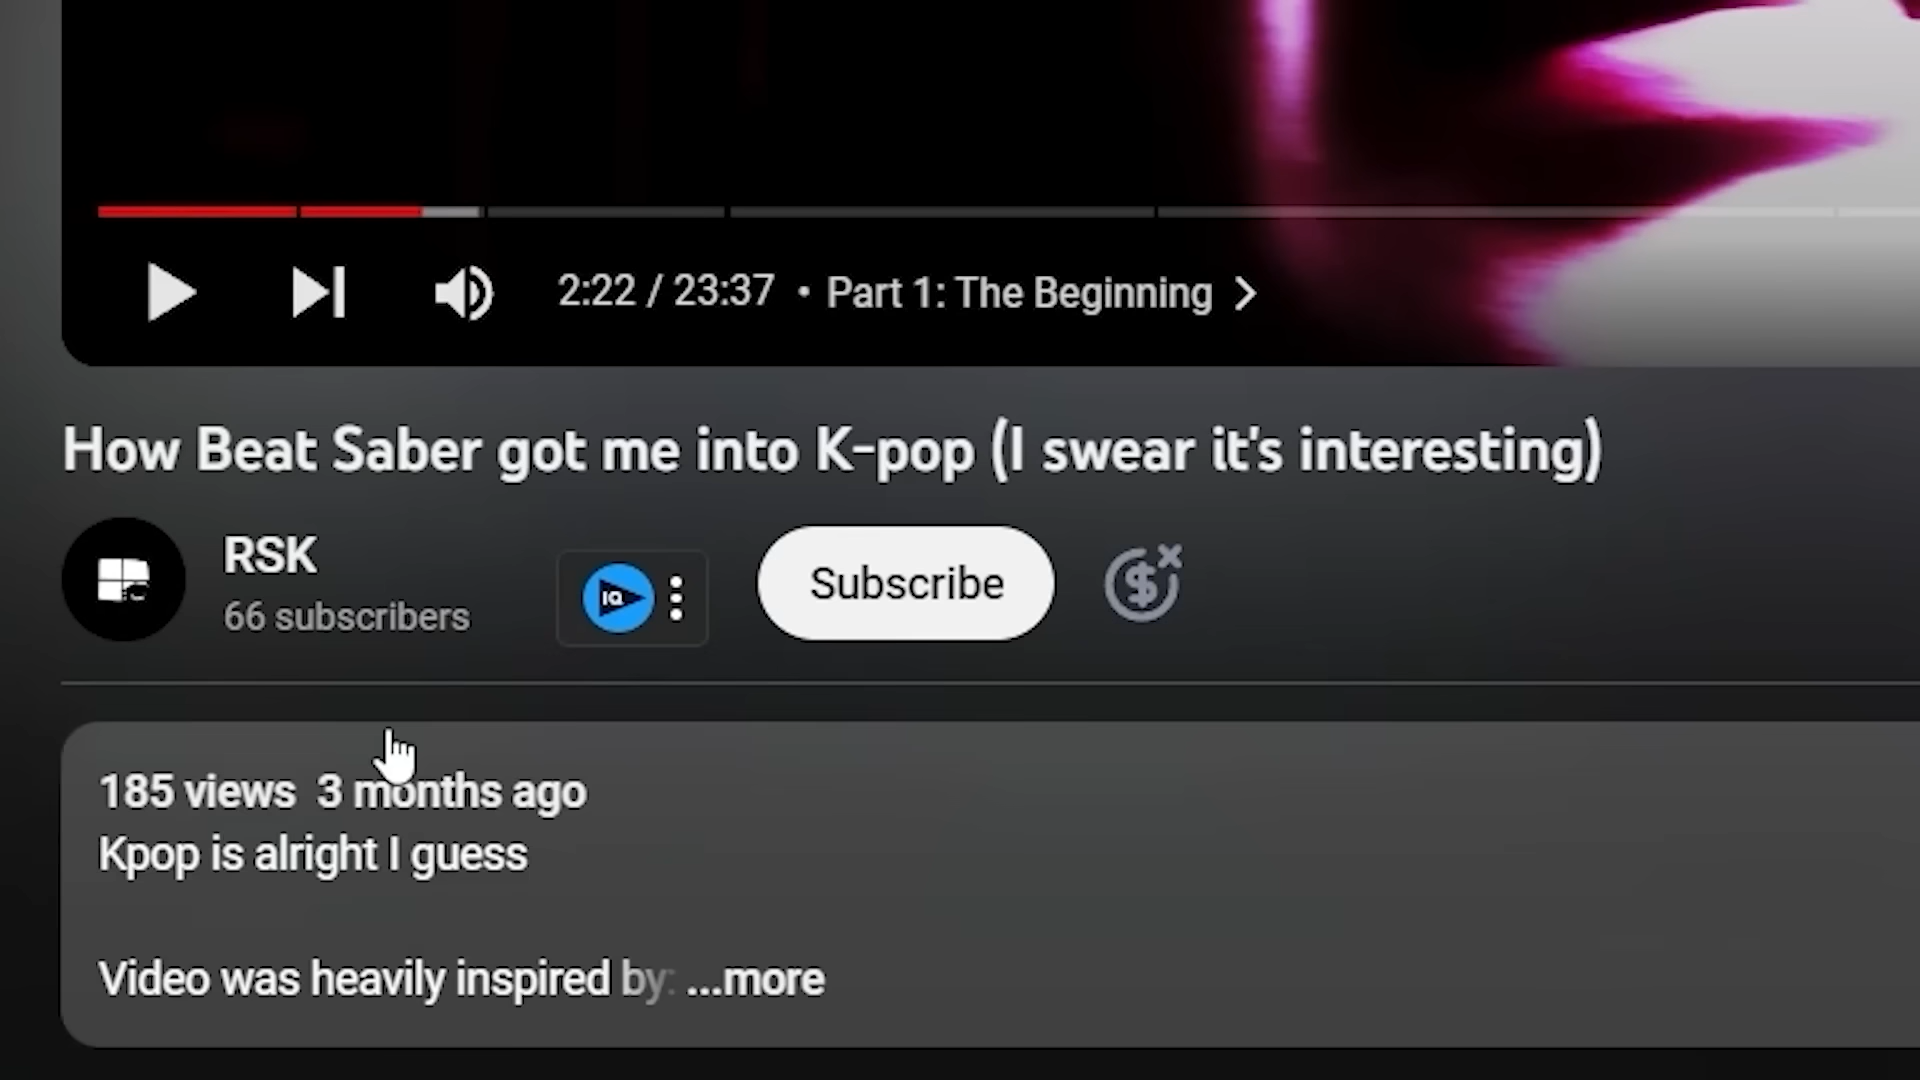 2:22 / 23:37 • Part 1: The Beginning
How Beat Saber got me into K-pop (I swear it's interesting)
RSK
66 subscribers
IQ
Subscribe
185 views 3 months ago
Kpop is alright I guess
Video was heavily inspired by: ...more